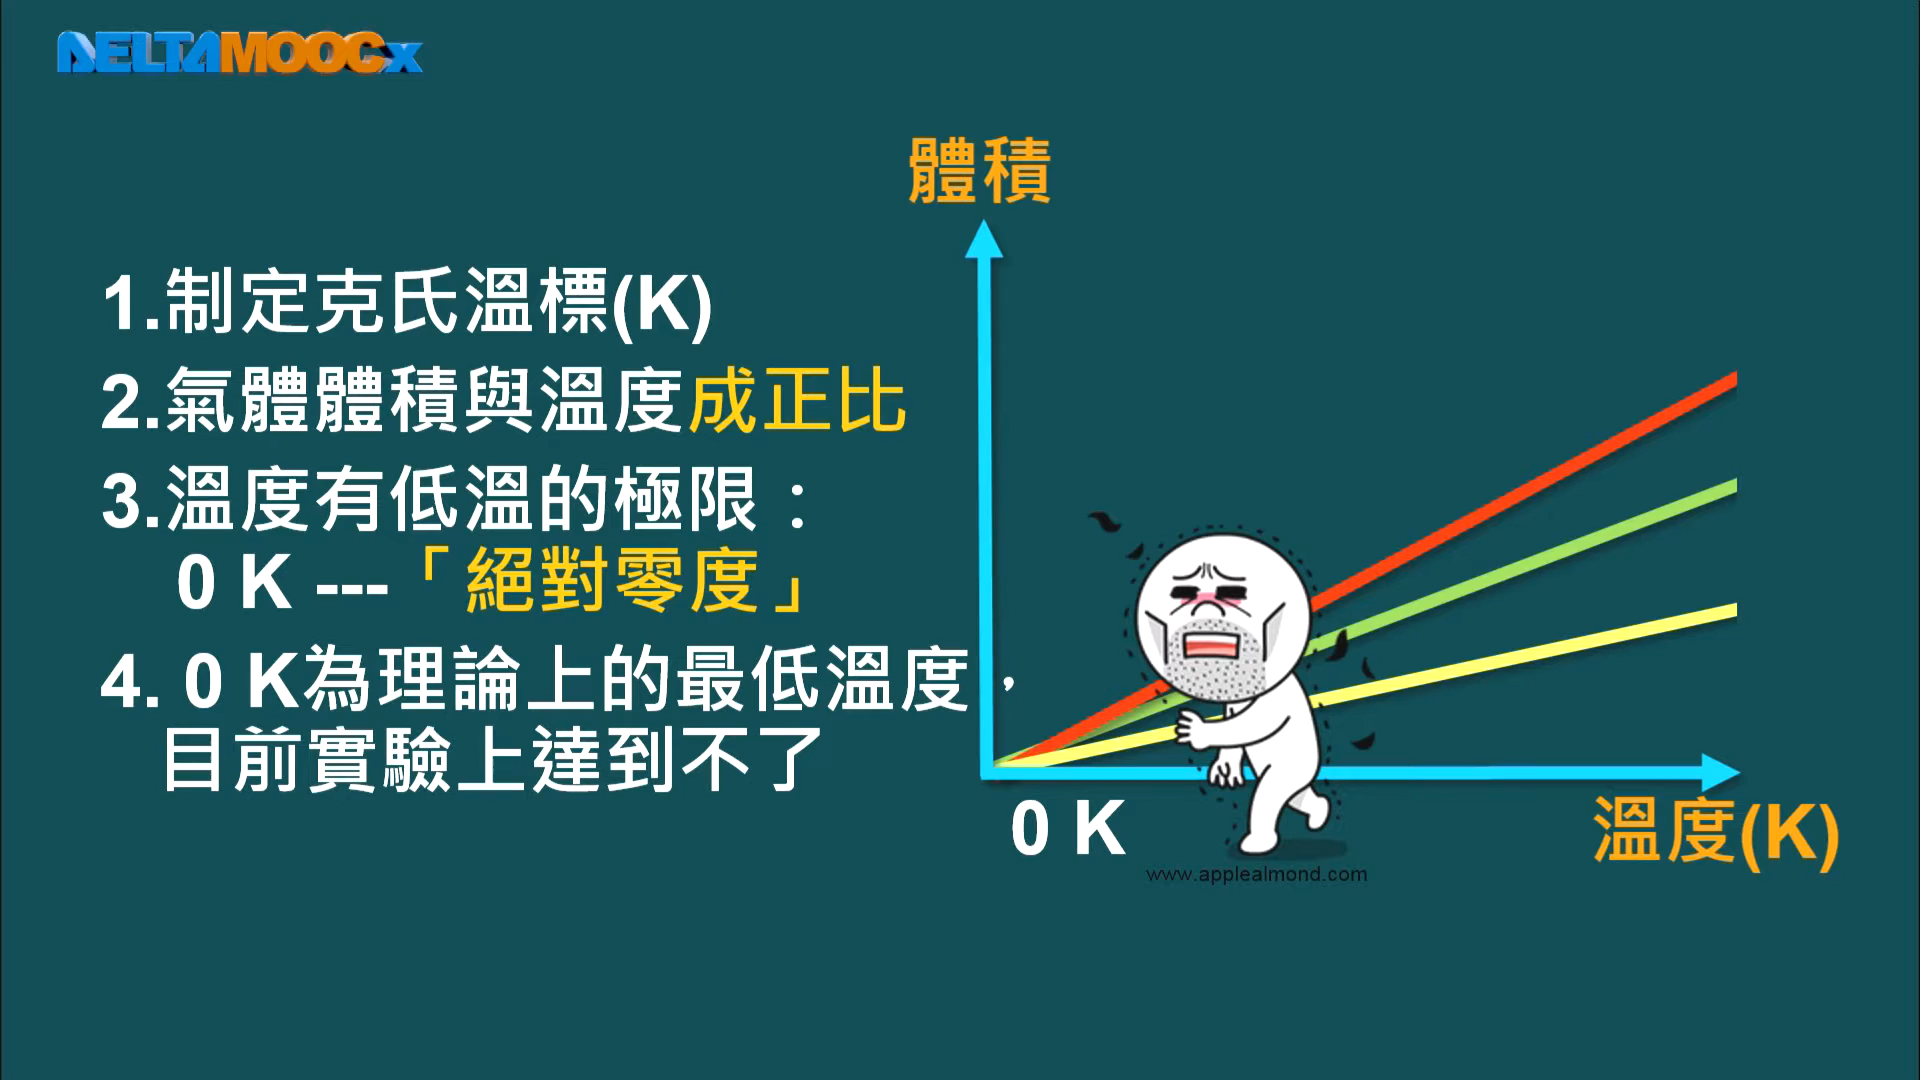 DELTAMOOCx
體積
1.制定克氏溫標(K)
2.氣體體積與溫度成正比
3.溫度有低溫的極限：
0 K ---「絕對零度」
4. 0 K為理論上的最低溫度，
目前實驗上達到不了
0 K
溫度(K)
www.applealmond.com